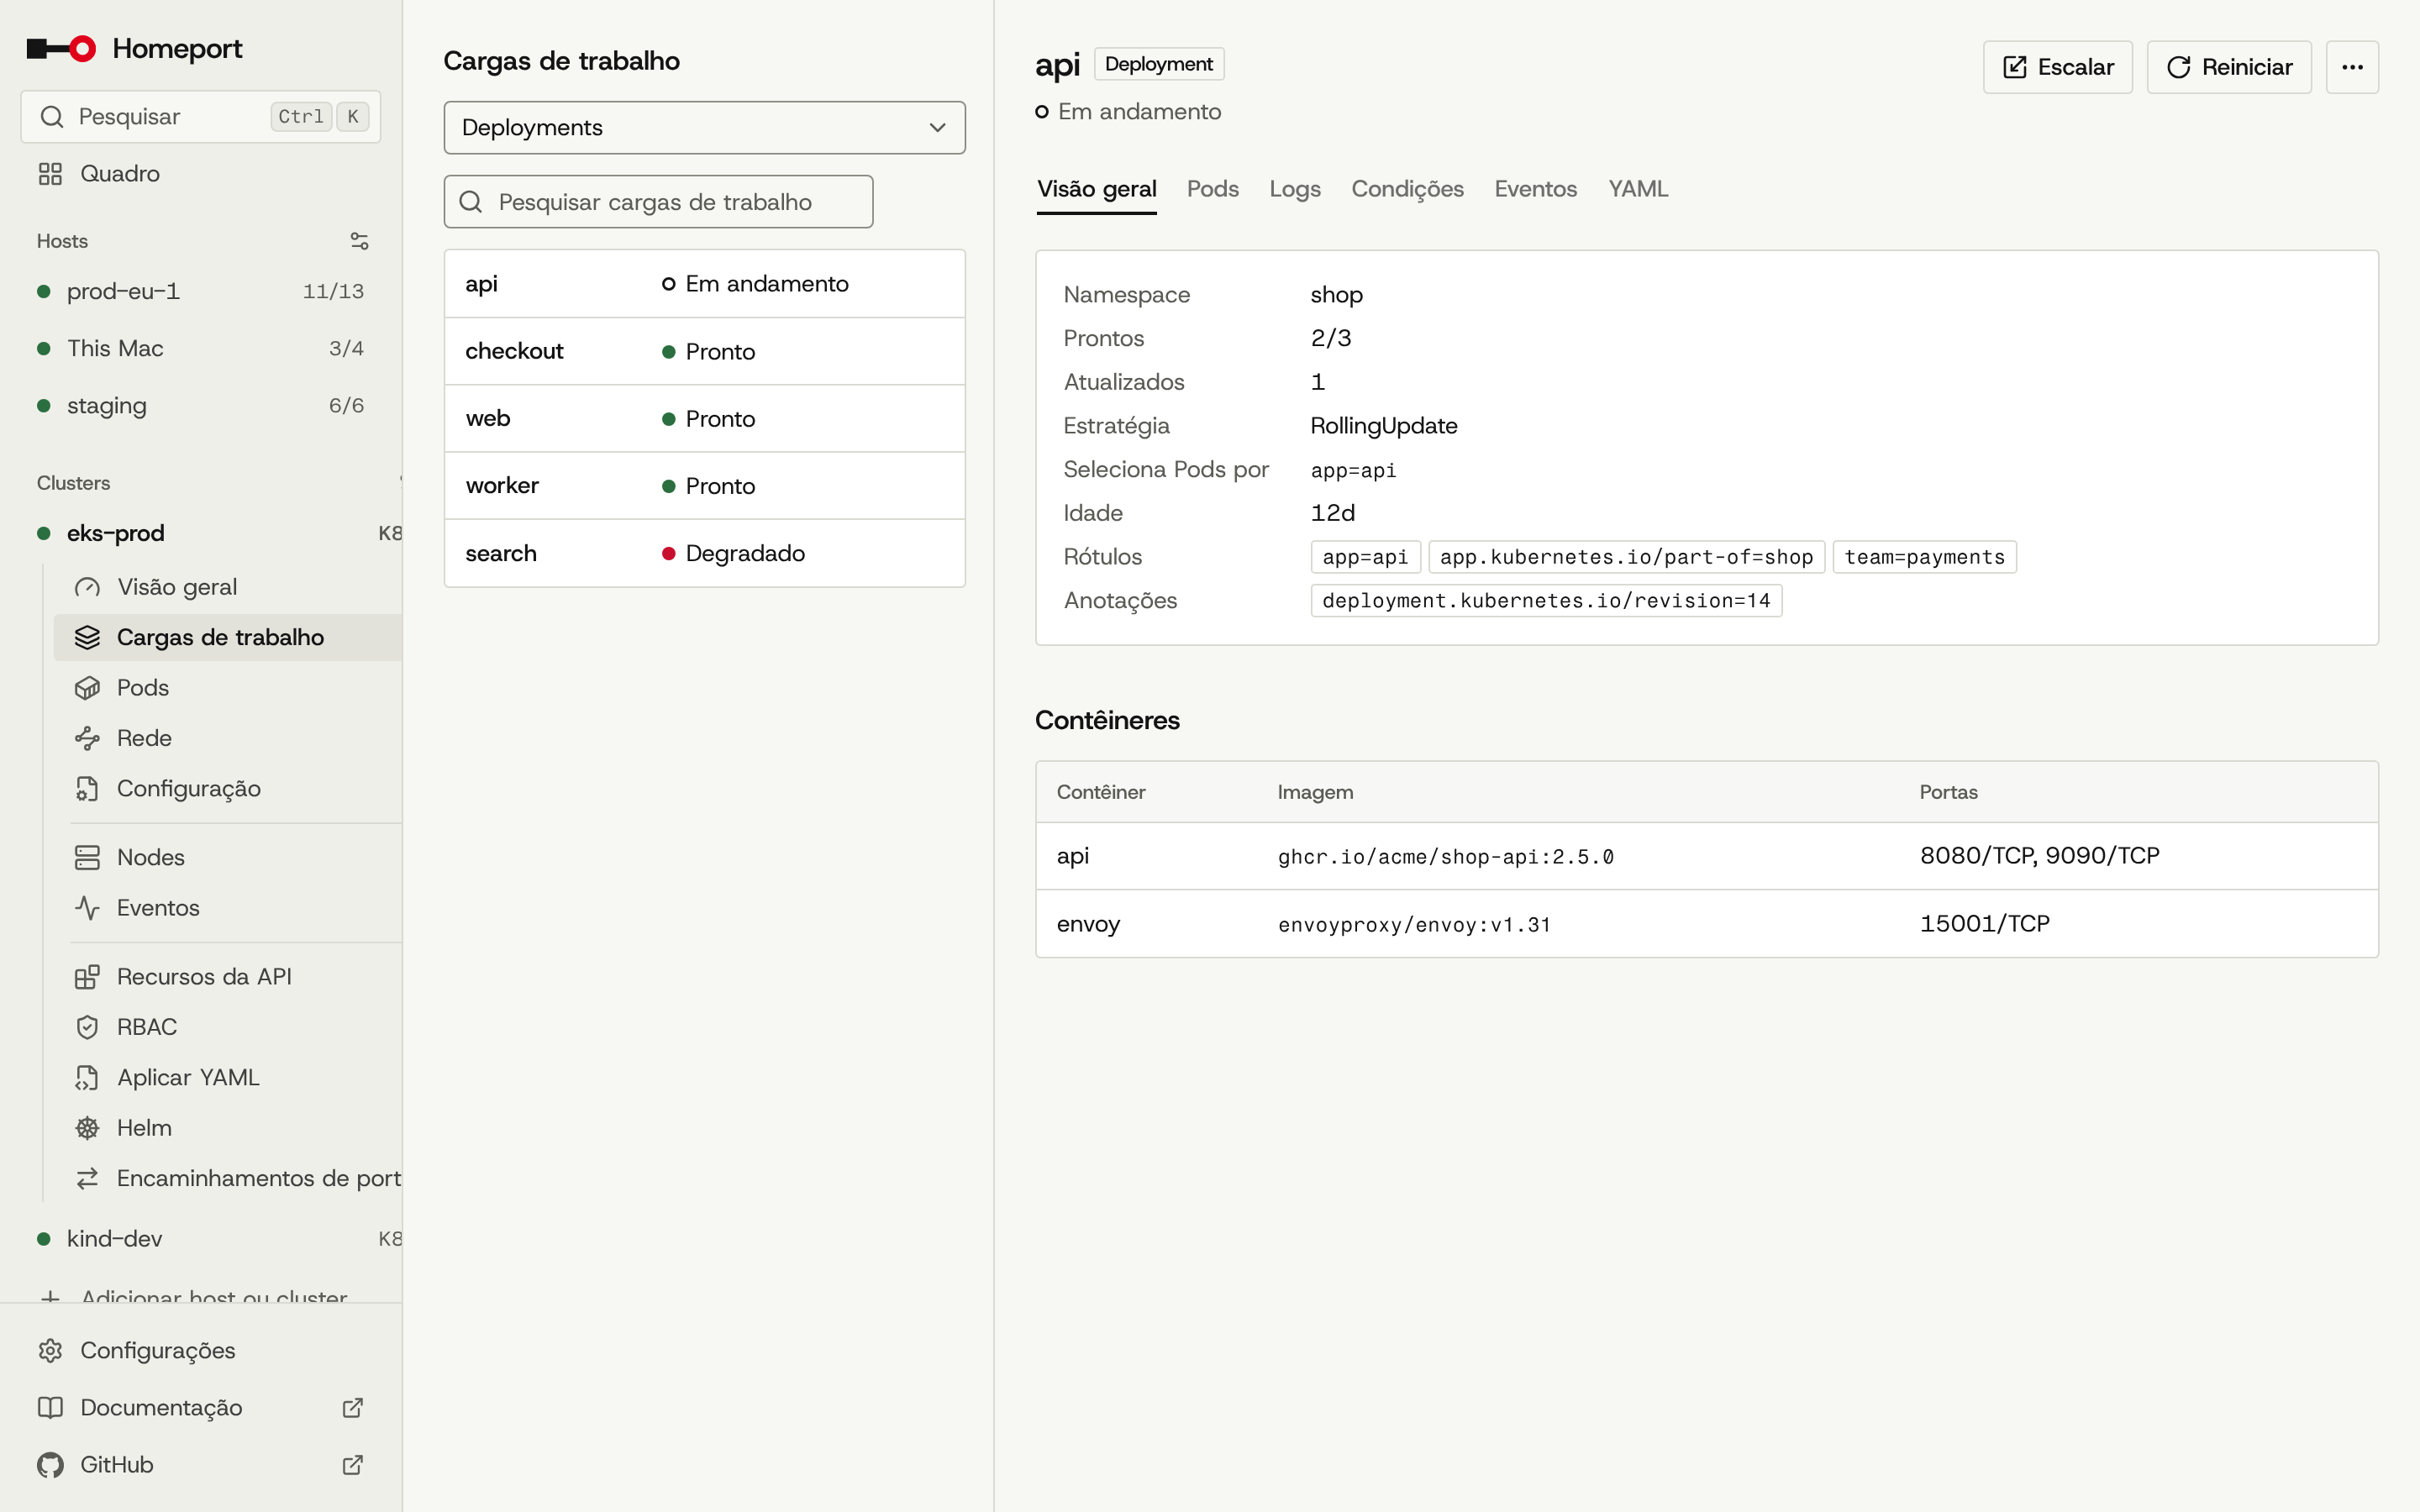 Homeport
Pesquisar Ctrl K
Quadro
Hosts
prod-eu-1 11/13
This Mac 3/4
staging 6/6
Clusters
eks-prod K8
Visão geral
Cargas de trabalho
Pods
Rede
Configuração
Nodes
Eventos
Recursos da API
RBAC
Aplicar YAML
Helm
Encaminhamentos de port
kind-dev K8
Adicionar host ou cluster
Configurações
Documentação
GitHub
Cargas de trabalho
Deployments
Pesquisar cargas de trabalho
api Em andamento
checkout Pronto
web Pronto
worker Pronto
search Degradado
api Deployment
Em andamento
Escalar Reiniciar
Visão geral Pods Logs Condições Eventos YAML
Namespace shop
Prontos 2/3
Atualizados 1
Estratégia RollingUpdate
Seleciona Pods por app=api
Idade 12d
Rótulos app=api app.kubernetes.io/part-of=shop team=payments
Anotações deployment.kubernetes.io/revision=14
Contêineres
Contêiner Imagem Portas
api ghcr.io/acme/shop-api:2.5.0 8080/TCP, 9090/TCP
envoy envoyproxy/envoy:v1.31 15001/TCP